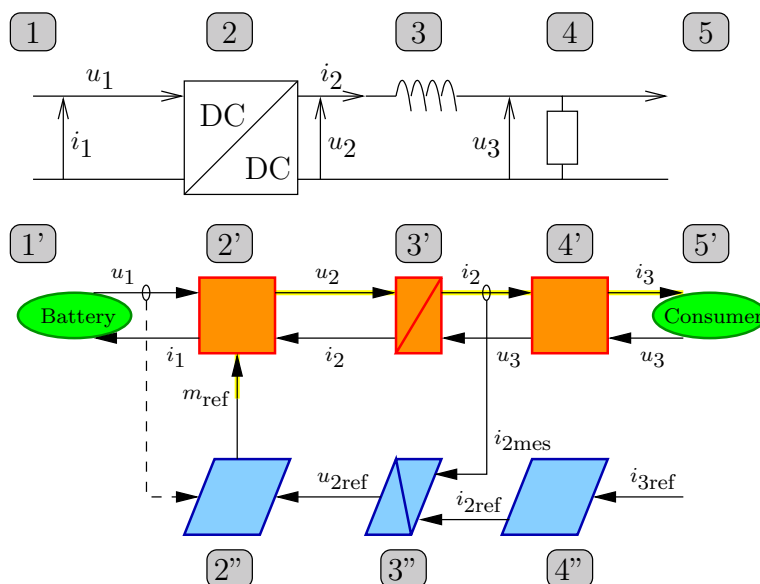 1 2 3 4 5
u1 i2
DC
i1 u2 u3
DC
1' 2' 3' 4' 5'
u1 u2 i2 i3
Battery Consumer
i1 i2 u3 u3
mref
i2mes
u2ref i2ref i3ref
2" 3" 4"